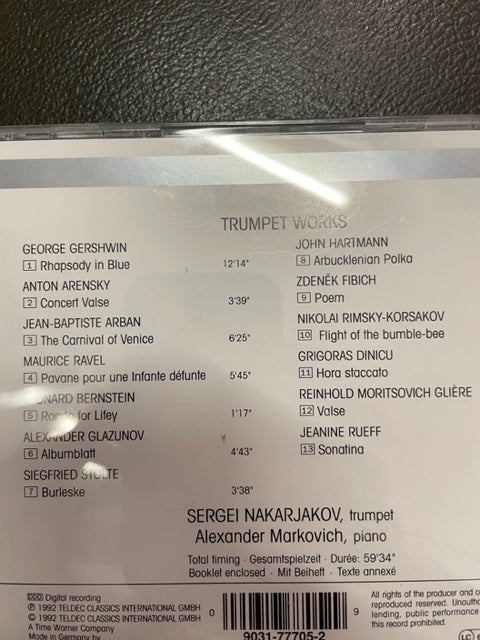 TRUMPET WORKS
GEORGE GERSHWIN
1 Rhapsody in Blue 12'14"
ANTON ARENSKY
2 Concert Valse 3'39"
JEAN-BAPTISTE ARBAN
3 The Carnival of Venice 6'25"
MAURICE RAVEL
4 Pavane pour une Infante défunte 5'45"
BERNSTEIN
5 for Lifey 1'17"
ALEXANDER GLAZUNOV
6 Albumblatt 4'43"
SIEGFRIED STÖLTE
7 Burleske 3'38"
JOHN HARTMANN
8 Arbucklenian Polka
ZDENĚK FIBICH
9 Poem
NIKOLAI RIMSKY-KORSAKOV
10 Flight of the bumble-bee
GRIGORAS DINICU
11 Hora staccato
REINHOLD MORITSOVICH GLIÈRE
12 Valse
JEANINE RUEFF
13 Sonatina
SERGEI NAKARJAKOV, trumpet
Alexander Markovich, piano
Total timing · Gesamtspielzeit · Durée: 59'34"
Booklet enclosed · Mit Beiheft · Texte annexé
DDD Digital recording
℗ 1992 TELDEC CLASSICS INTERNATIONAL GMBH
© 1992 TELDEC CLASSICS INTERNATIONAL GMBH
A Time Warner Company
Made in Germany by
0 9
9031-77705-2
All rights of the producer and o
reproduced reserved. Unautho
lending, public performance
this record prohibited.
LC